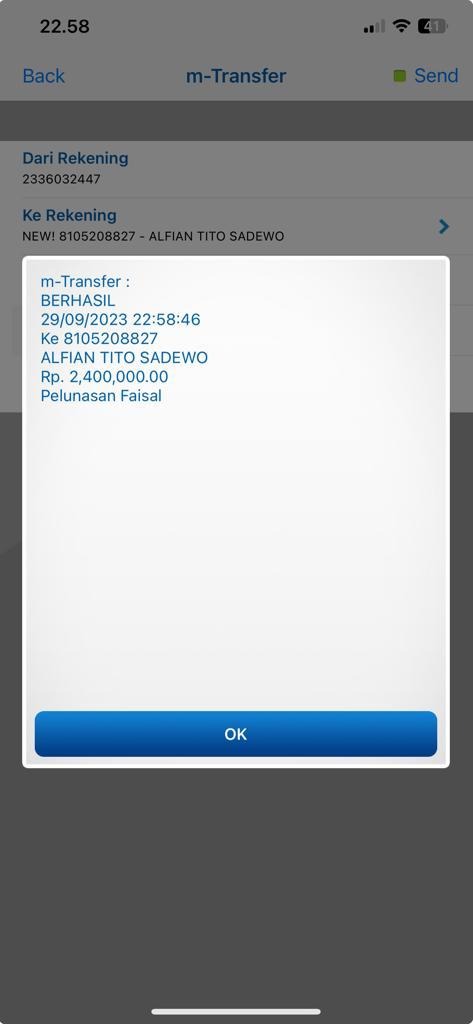 22.58
41
Back
m-Transfer
Send
Dari Rekening
2336032447
Ke Rekening
NEW! 8105208827 - ALFIAN TITO SADEWO
m-Transfer :
BERHASIL
29/09/2023 22:58:46
Ke 8105208827
ALFIAN TITO SADEWO
Rp. 2,400,000.00
Pelunasan Faisal
OK